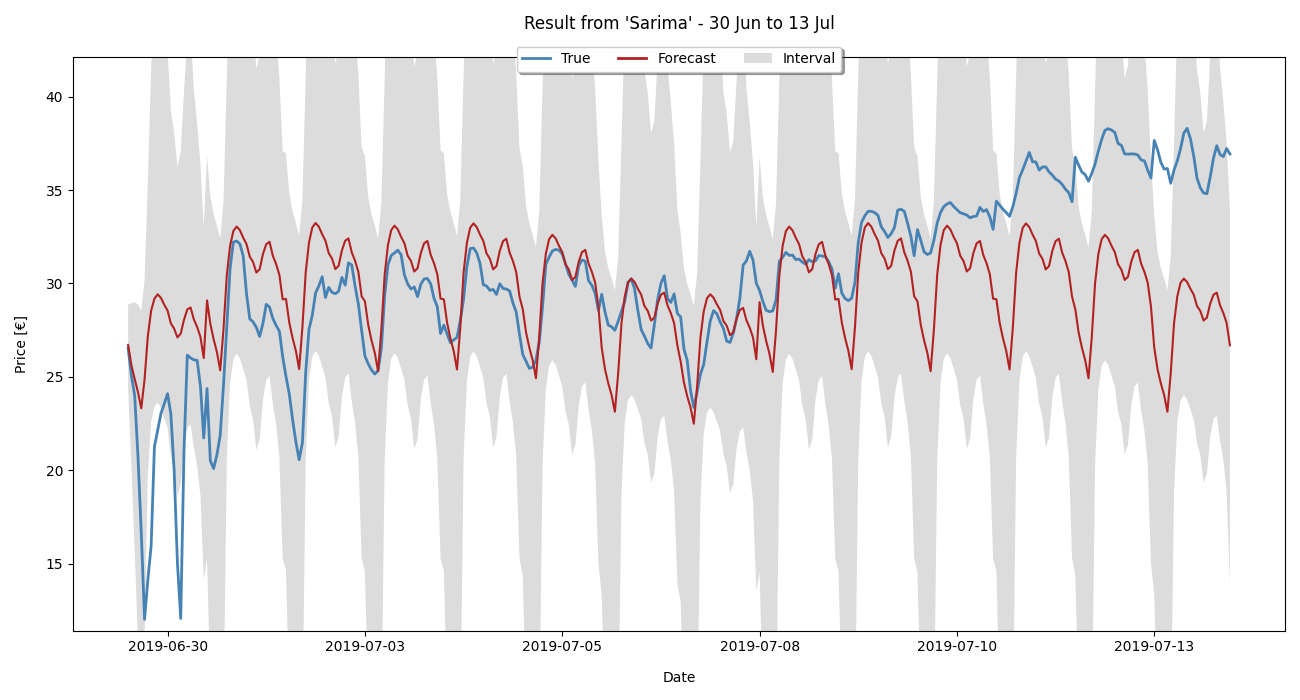 Result from 'Sarima' - 30 Jun to 13 Jul
True Forecast Interval
40
35
30
25
20
15
Price [€]
2019-06-30 2019-07-03 2019-07-05 2019-07-08 2019-07-10 2019-07-13
Date